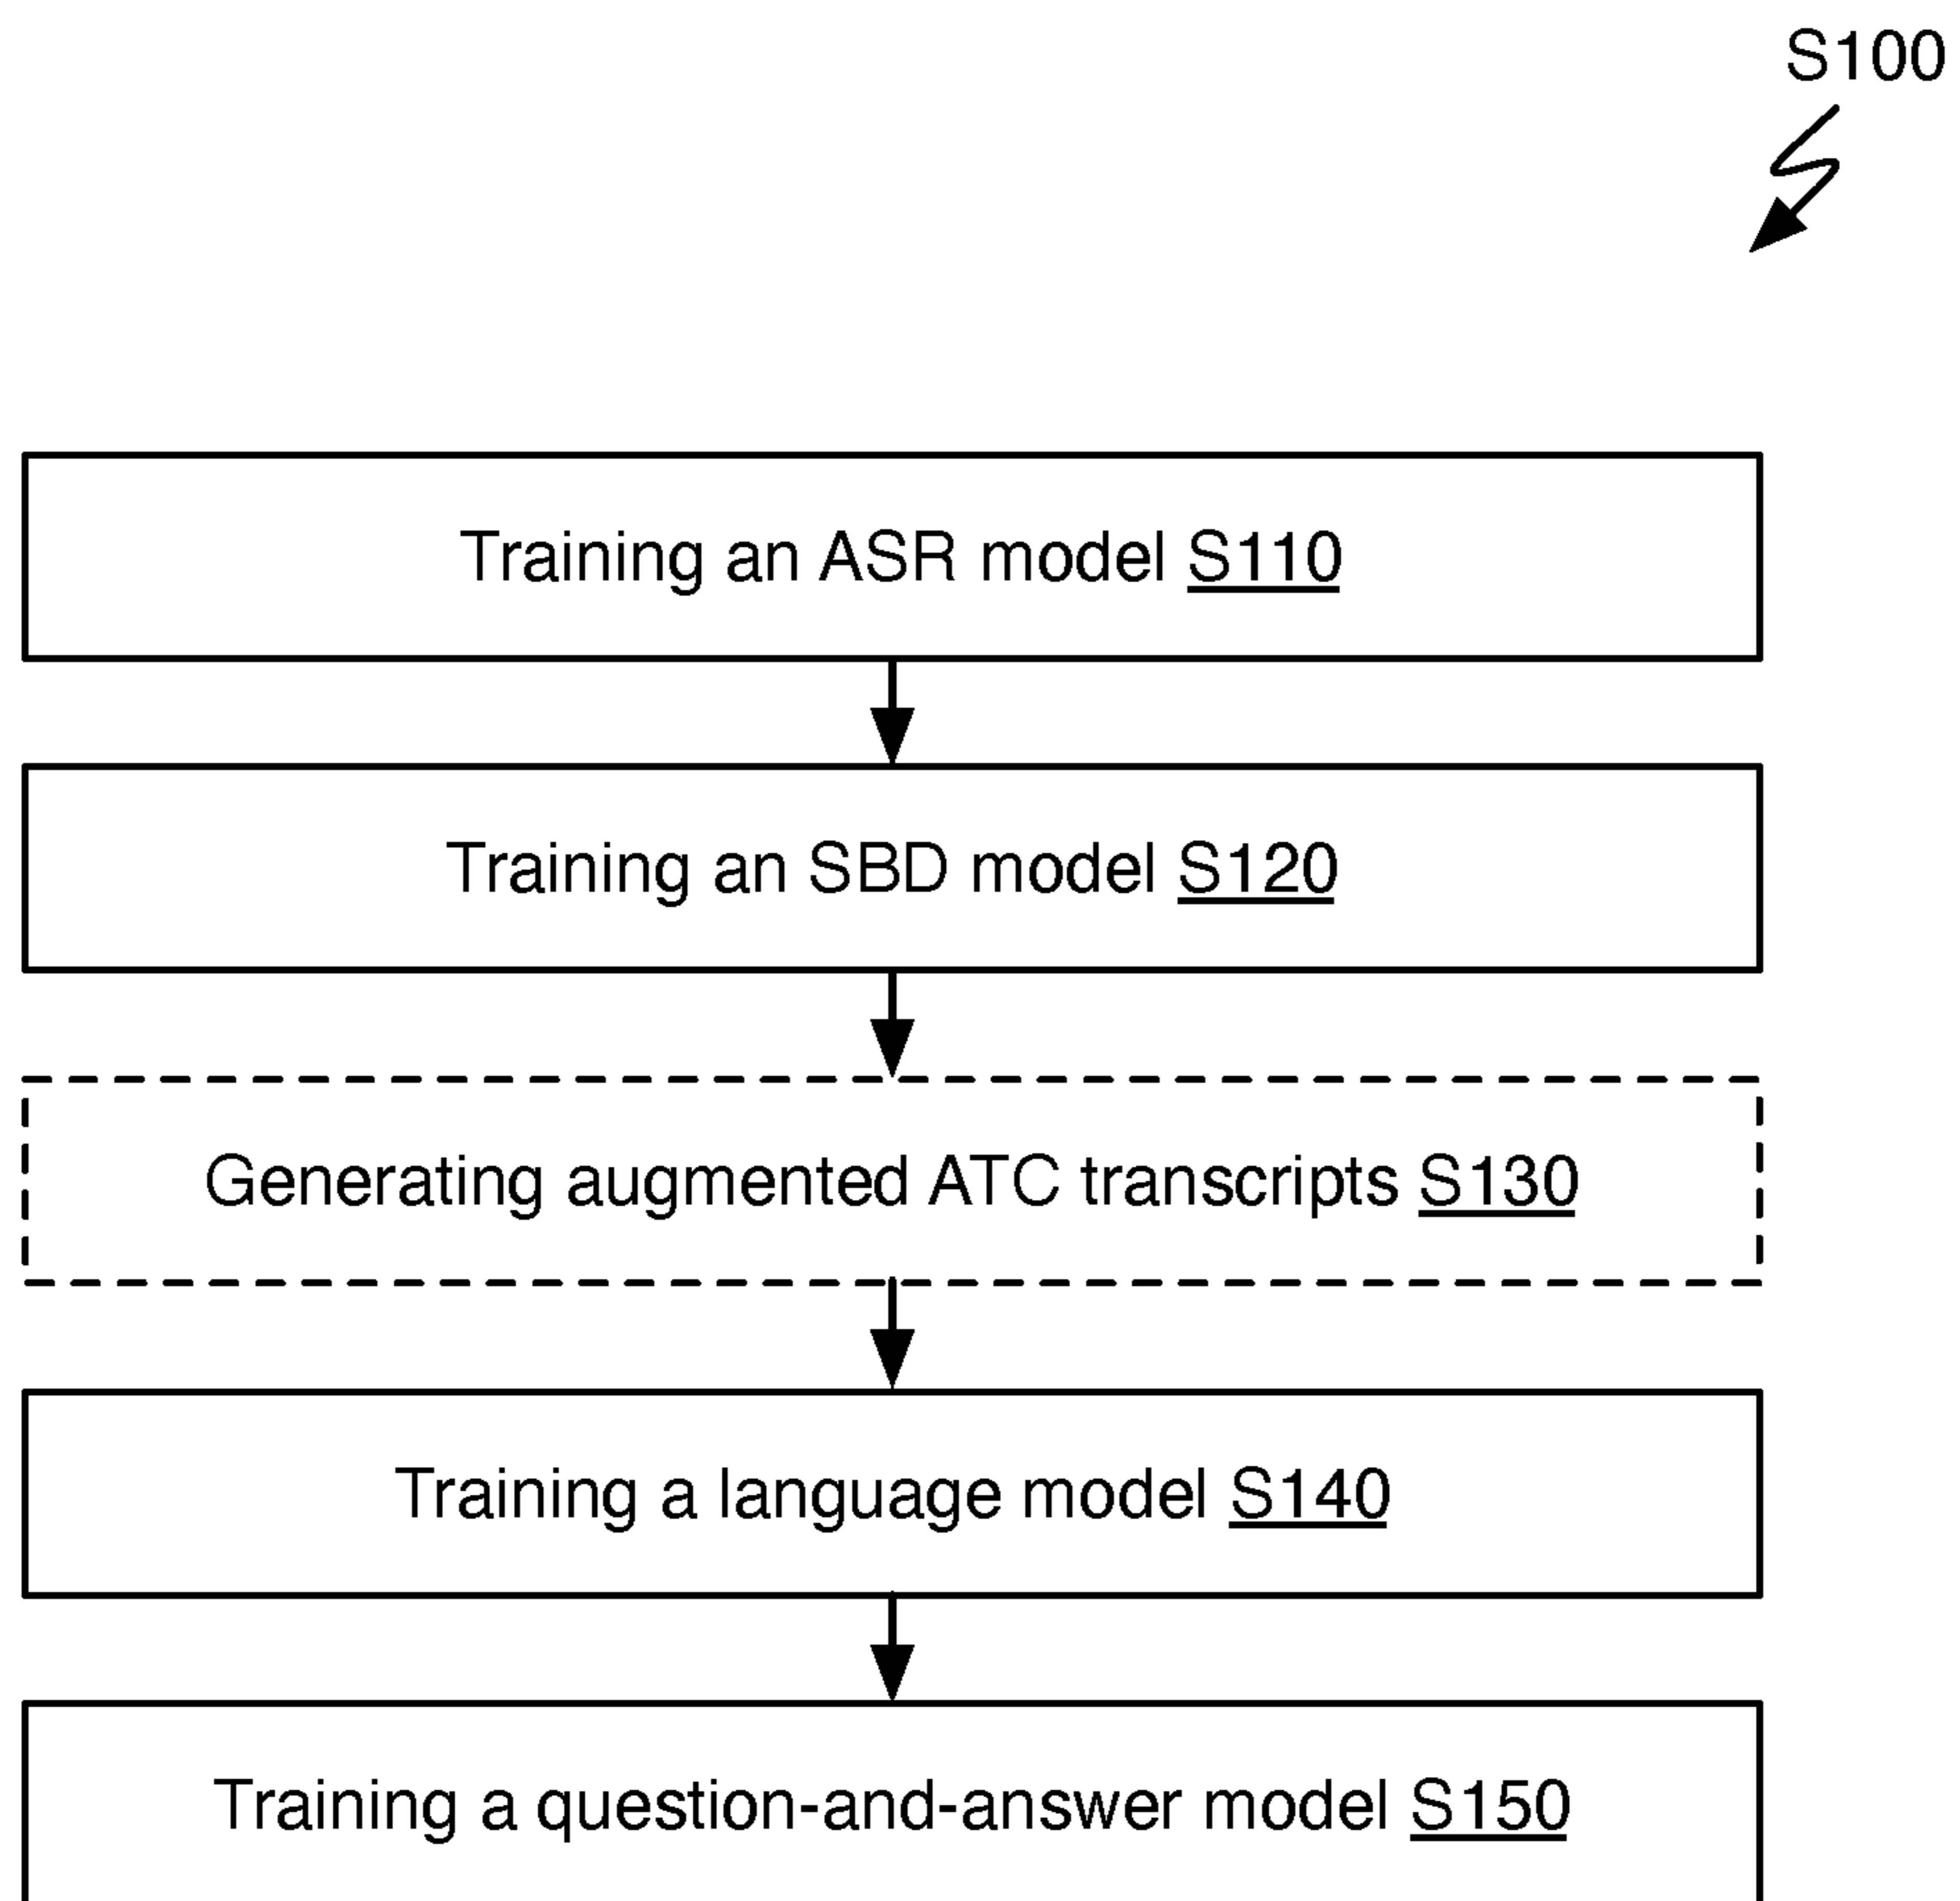 S100
Training an ASR model S110
Training an SBD model S120
Generating augmented ATC transcripts S130
Training a language model S140
Training a question-and-answer model S150